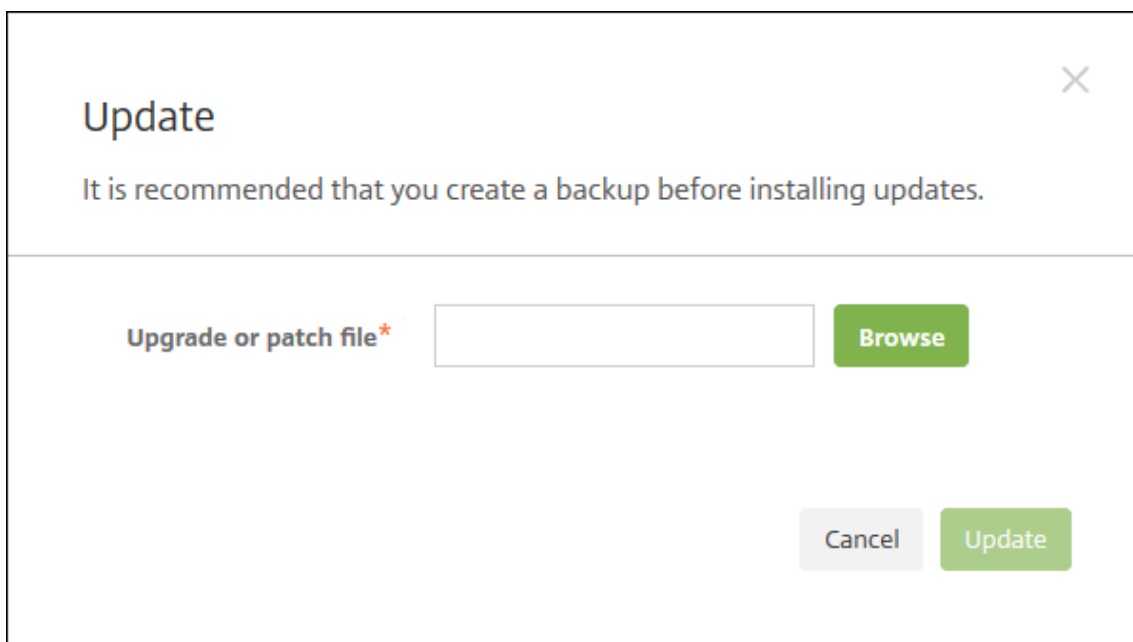 Update
It is recommended that you create a backup before installing updates.
Upgrade or patch file*
Browse
Cancel
Update